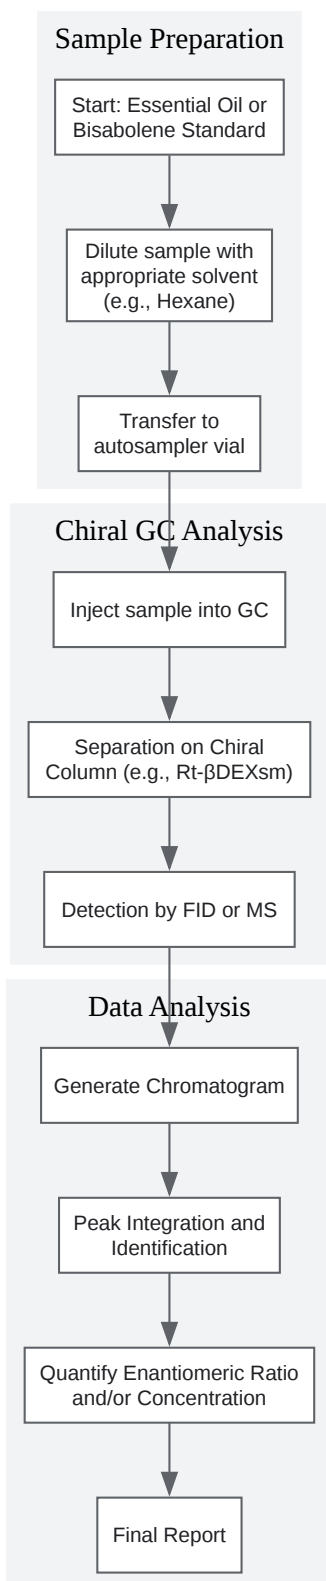 Sample Preparation
Start: Essential Oil or
Bisabolene Standard
Dilute sample with
appropriate solvent
(e.g., Hexane)
Transfer to
autosampler vial
Chiral GC Analysis
Inject sample into GC
Separation on Chiral
Column (e.g., Rt-βDEXsm)
Detection by FID or MS
Data Analysis
Generate Chromatogram
Peak Integration and
Identification
Quantify Enantiomeric Ratio
and/or Concentration
Final Report